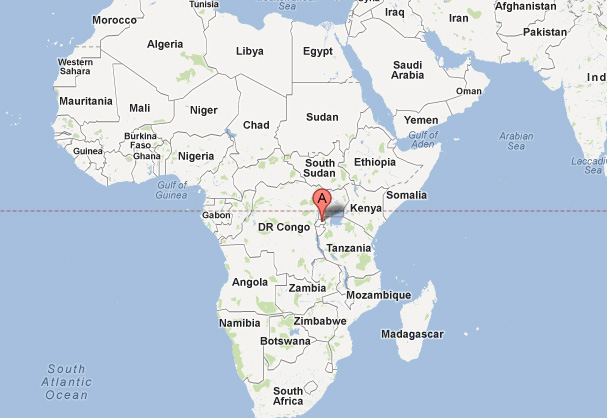 Sea
Tunisia
Iraq
Iran
Afghanistan
Morocco
Pakistan
Algeria
Libya
Egypt
Saudi
Arabia
Western
Sahara
Ind
Oman
Mauritania
Mali
Niger
Chad
Sudan
Yemen
Gulf of
Aden
Arabian
Sea
Burkina
Faso
Guinea
Ghana
Nigeria
South
Sudan
Ethiopia
Laccadiv
Sea
Gulf of
Guinea
Somalia
A
Kenya
Gabon
DR Congo
Tanzania
Angola
Zambia
Mozambique
Namibia
Zimbabwe
Botswana
Madagascar
South
Atlantic
Ocean
South
Africa